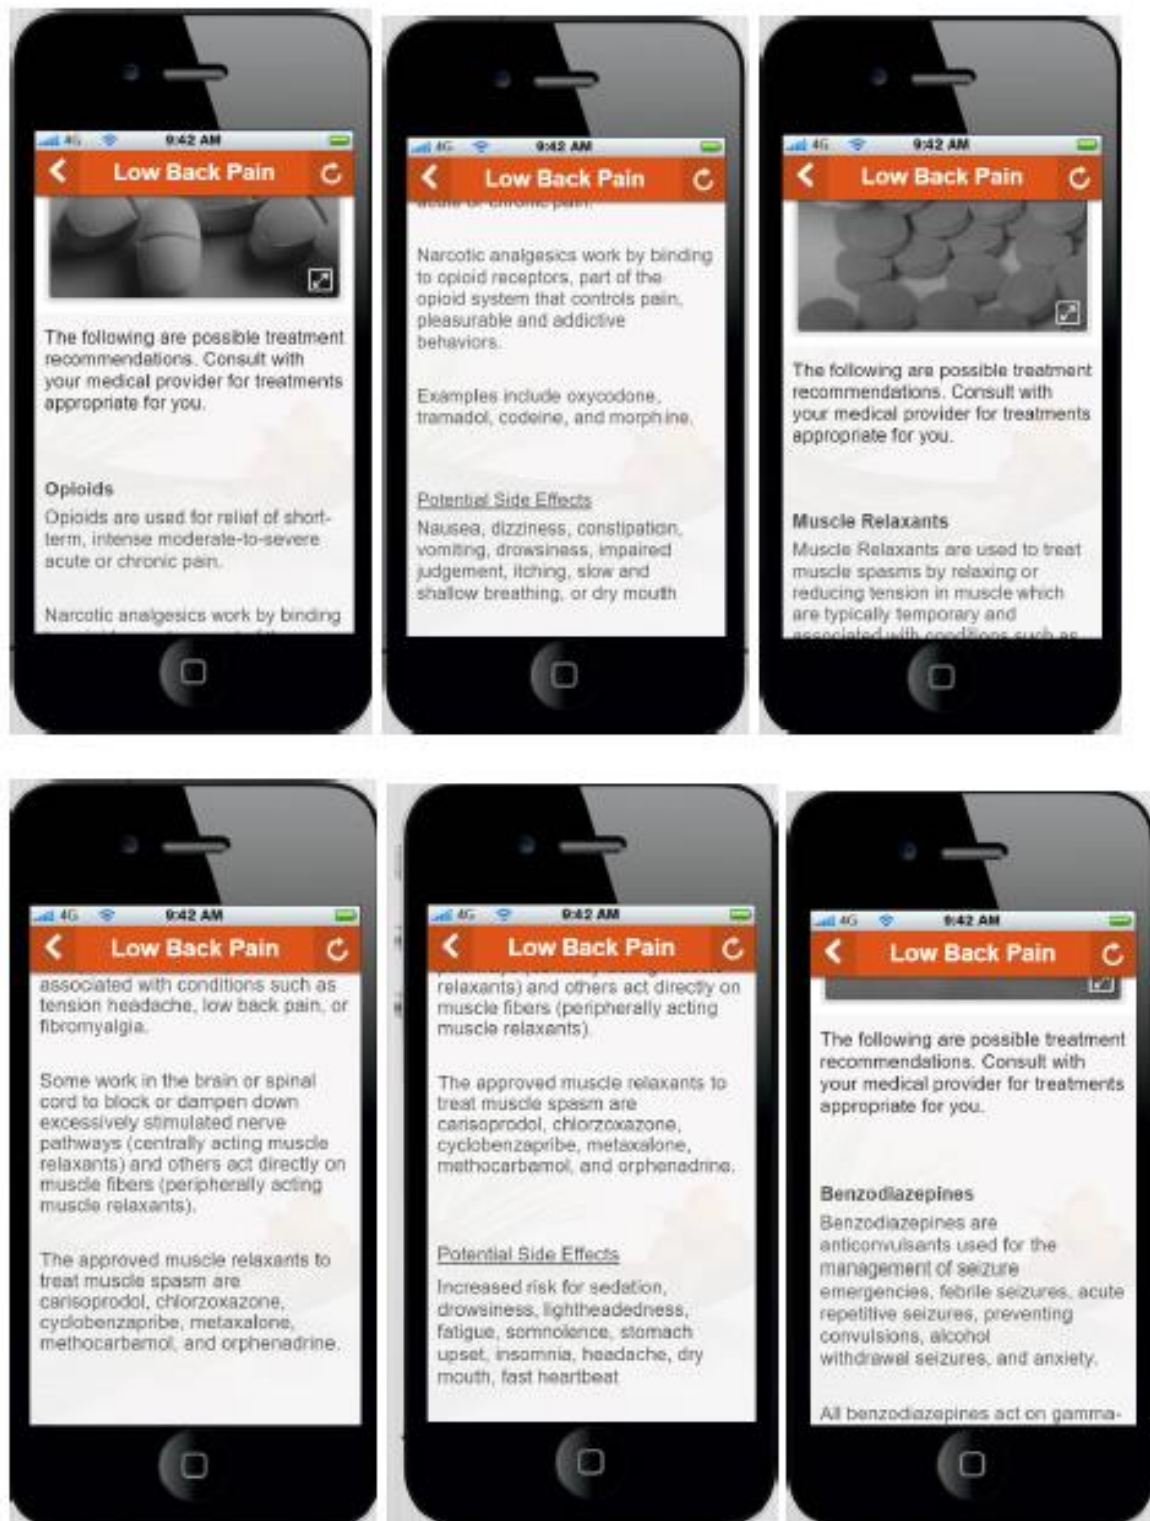 4G 9:42 AM
Low Back Pain
The following are possible treatment
recommendations. Consult with
your medical provider for treatments
appropriate for you.
Opioids
Opioids are used for relief of short-
term, intense moderate-to-severe
acute or chronic pain.
Narcotic analgesics work by binding
4G 9:42 AM
Low Back Pain
acute or chronic pain.
Narcotic analgesics work by binding
to opioid receptors, part of the
opioid system that controls pain,
pleasurable and addictive
behaviors.
Examples include oxycodone,
tramadol, codeine, and morphine.
Potential Side Effects
Nausea, dizziness, constipation,
vomiting, drowsiness, impaired
judgement, itching, slow and
shallow breathing, or dry mouth
4G 9:42 AM
Low Back Pain
The following are possible treatment
recommendations. Consult with
your medical provider for treatments
appropriate for you.
Muscle Relaxants
Muscle Relaxants are used to treat
muscle spasms by relaxing or
reducing tension in muscle which
are typically temporary and
associated with conditions such as
4G 9:42 AM
Low Back Pain
associated with conditions such as
tension headache, low back pain, or
fibromyalgia.
Some work in the brain or spinal
cord to block or dampen down
excessively stimulated nerve
pathways (centrally acting muscle
relaxants) and others act directly on
muscle fibers (peripherally acting
muscle relaxants).
The approved muscle relaxants to
treat muscle spasm are
carisoprodol, chlorzoxazone,
cyclobenzapribe, metaxalone,
methocarbamol, and orphenadrine.
4G 9:42 AM
Low Back Pain
pathways (centrally acting muscle
relaxants) and others act directly on
muscle fibers (peripherally acting
muscle relaxants).
The approved muscle relaxants to
treat muscle spasm are
carisoprodol, chlorzoxazone,
cyclobenzapribe, metaxalone,
methocarbamol, and orphenadrine.
Potential Side Effects
Increased risk for sedation,
drowsiness, lightheadedness,
fatigue, somnolence, stomach
upset, insomnia, headache, dry
mouth, fast heartbeat
4G 9:42 AM
Low Back Pain
The following are possible treatment
recommendations. Consult with
your medical provider for treatments
appropriate for you.
Benzodiazepines
Benzodiazepines are
anticonvulsants used for the
management of seizure
emergencies, febrile seizures, acute
repetitive seizures, preventing
convulsions, alcohol
withdrawal seizures, and anxiety.
All benzodiazepines act on gamma-